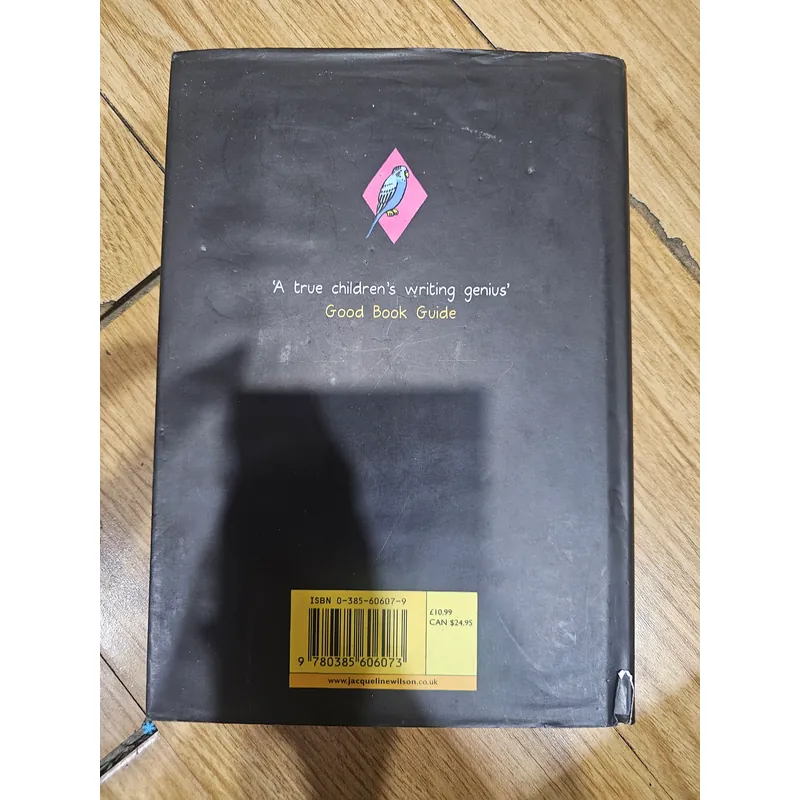 ‘A true children's writing genius’
Good Book Guide
ISBN 0-385-60607-9
£10.99
CAN $24.95
9 780385 606073
www.jacquelinewilson.co.uk